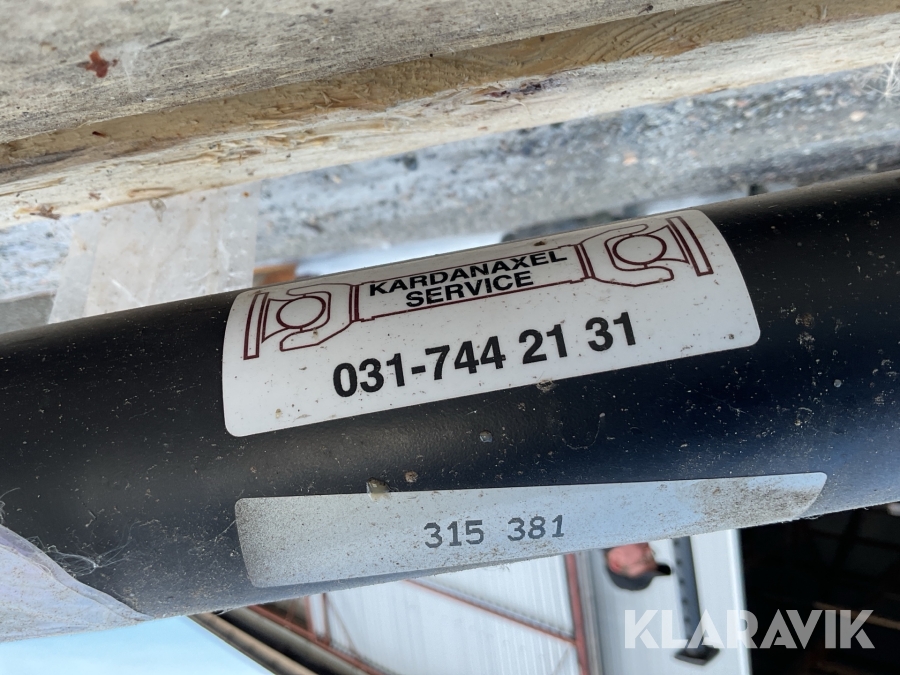 KARDANAXEL
SERVICE
031-744 21 31
315 381
KLARAVIK